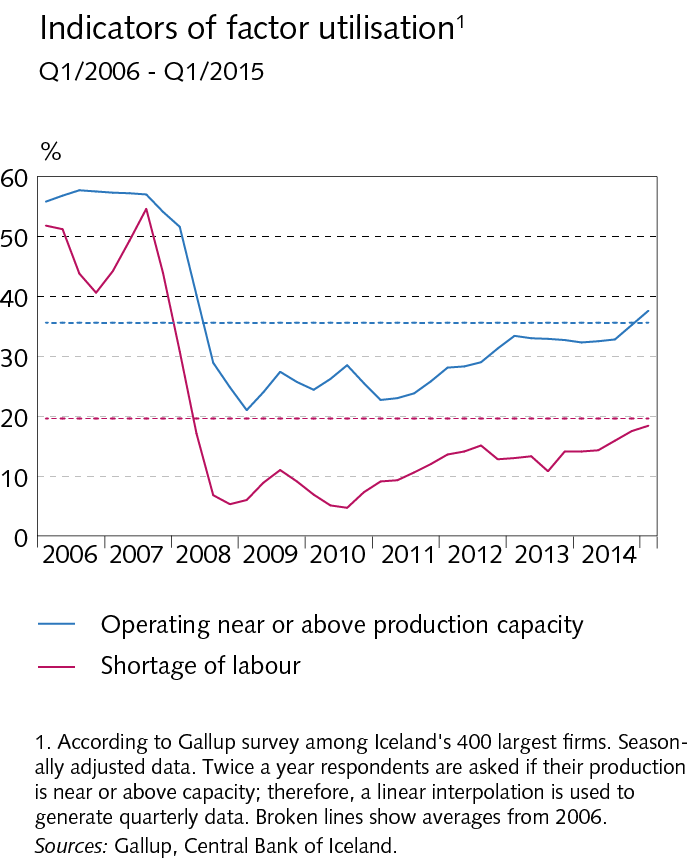 Indicators of factor utilisation¹
Q1/2006 - Q1/2015
%
60
50
40
30
20
10
0
2006 2007 2008 2009 2010 2011 2012 2013 2014
Operating near or above production capacity
Shortage of labour
1. According to Gallup survey among Iceland's 400 largest firms. Season-
ally adjusted data. Twice a year respondents are asked if their production
is near or above capacity; therefore, a linear interpolation is used to
generate quarterly data. Broken lines show averages from 2006.
Sources: Gallup, Central Bank of Iceland.